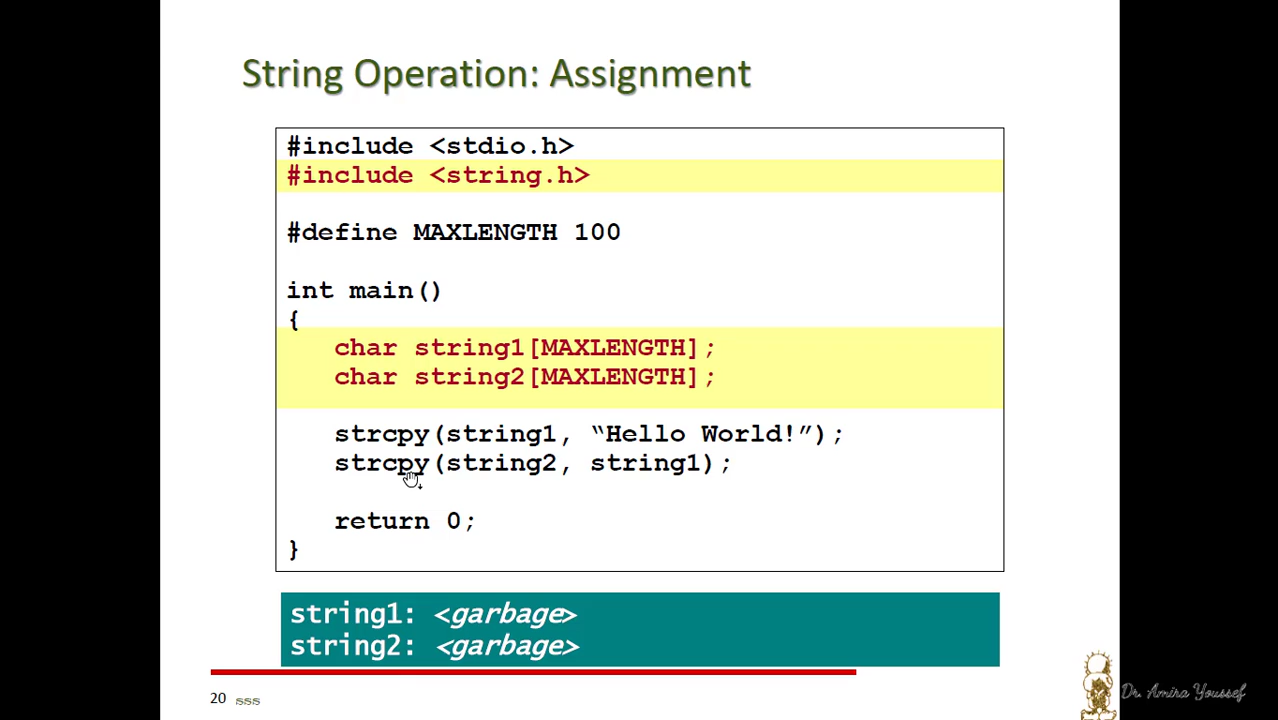 String Operation: Assignment
#include <stdio.h>
#include <string.h>
#define MAXLENGTH 100
int main()
{
char string1[MAXLENGTH];
char string2[MAXLENGTH];
strcpy(string1, “Hello World!”);
strcpy(string2, string1);
return 0;
}
string1: <garbage>
string2: <garbage>
20 sss
Dr. Amira Youssef